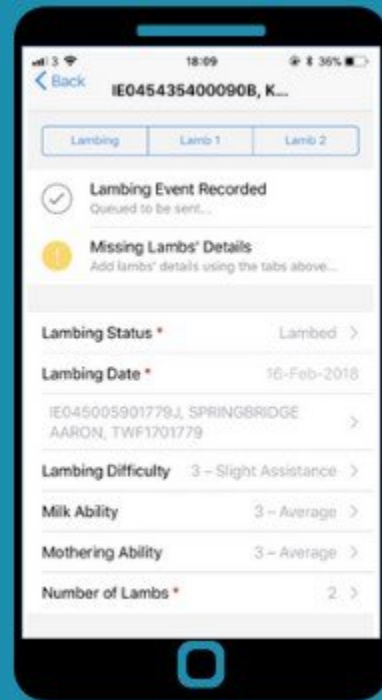 3 18:09 36%
Back IE045435400090B, K...
Lambing Lamb 1 Lamb 2
Lambing Event Recorded
Queued to be sent...
!
Missing Lambs' Details
Add lambs' details using the tabs above...
Lambing Status * Lambed
Lambing Date * 16-Feb-2018
IE045005901779J, SPRINGBRIDGE
AARON, TWF1701779
Lambing Difficulty 3 – Slight Assistance
Milk Ability 3 – Average
Mothering Ability 3 – Average
Number of Lambs * 2